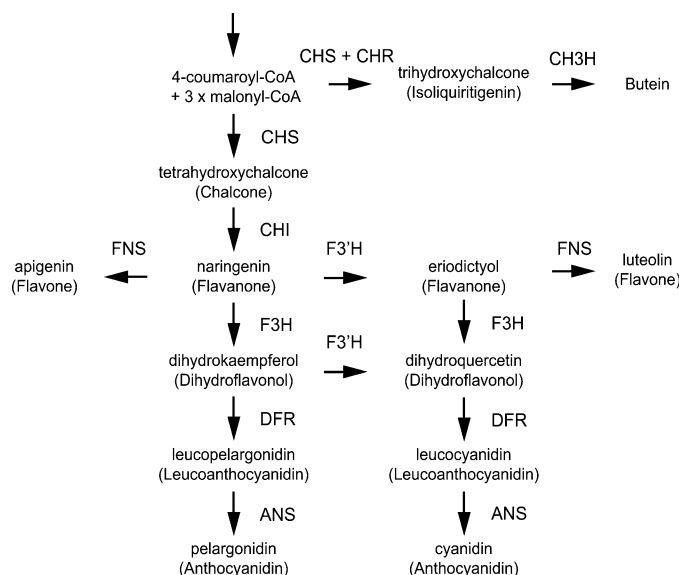 CHS + CHR
CH3H
4-coumaroyl-CoA
+ 3 x malonyl-CoA
trihydroxychalcone
(Isoliquiritigenin)
Butein
CHS
tetrahydroxychalcone
(Chalcone)
CHI
FNS
F3'H
FNS
apigenin
(Flavone)
naringenin
(Flavanone)
eriodictyol
(Flavanone)
luteolin
(Flavone)
F3H
F3'H
F3H
dihydrokaempferol
(Dihydroflavonol)
dihydroquercetin
(Dihydroflavonol)
DFR
DFR
leucopelargonidin
(Leucoanthocyanidin)
leucocyanidin
(Leucoanthocyanidin)
ANS
ANS
pelargonidin
(Anthocyanidin)
cyanidin
(Anthocyanidin)